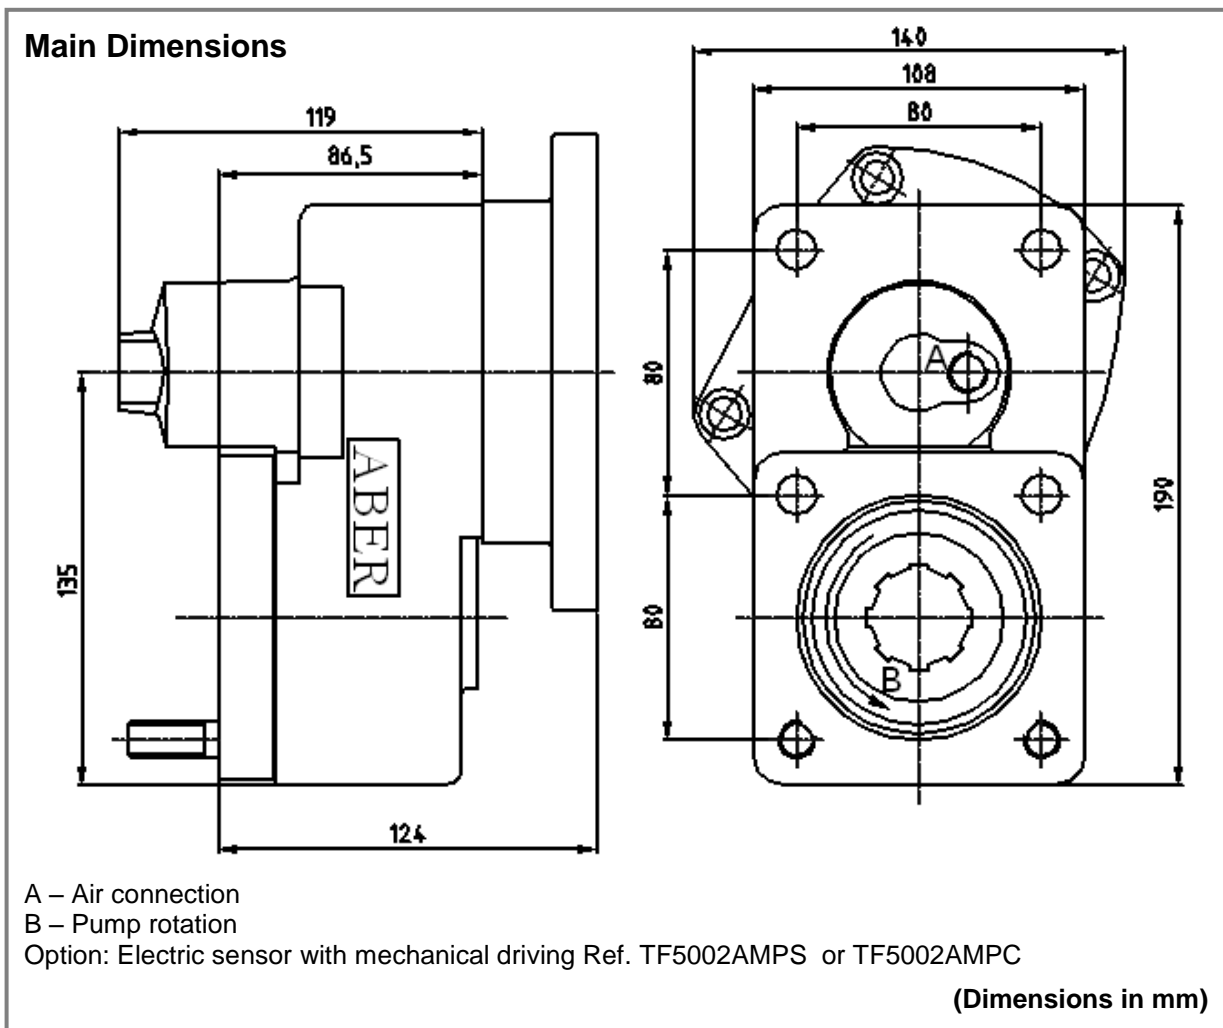 Main Dimensions
140
108
80
119
86,5
A
80
ABER
190
135
80
B
124
A – Air connection
B – Pump rotation
Option: Electric sensor with mechanical driving Ref. TF5002AMPS or TF5002AMPC
(Dimensions in mm)